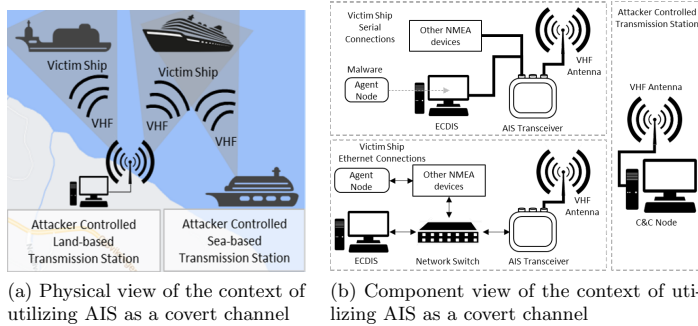 Victim Ship
Victim Ship
VHF
VHF
VHF
Attacker Controlled
Land-based
Transmission Station
Attacker Controlled
Sea-based
Transmission Station
(a) Physical view of the context of
utilizing AIS as a covert channel
Victim Ship
Serial
Connections
Other NMEA
devices
VHF
Antenna
Malware
Agent
Node
ECDIS
AIS Transceiver
Victim Ship
Ethernet Connections
Agent
Node
Other NMEA
devices
VHF
Antenna
ECDIS
Network Switch
AIS Transceiver
Attacker Controlled
Transmission Station
VHF Antenna
C&C Node
(b) Component view of the context of uti-
lizing AIS as a covert channel